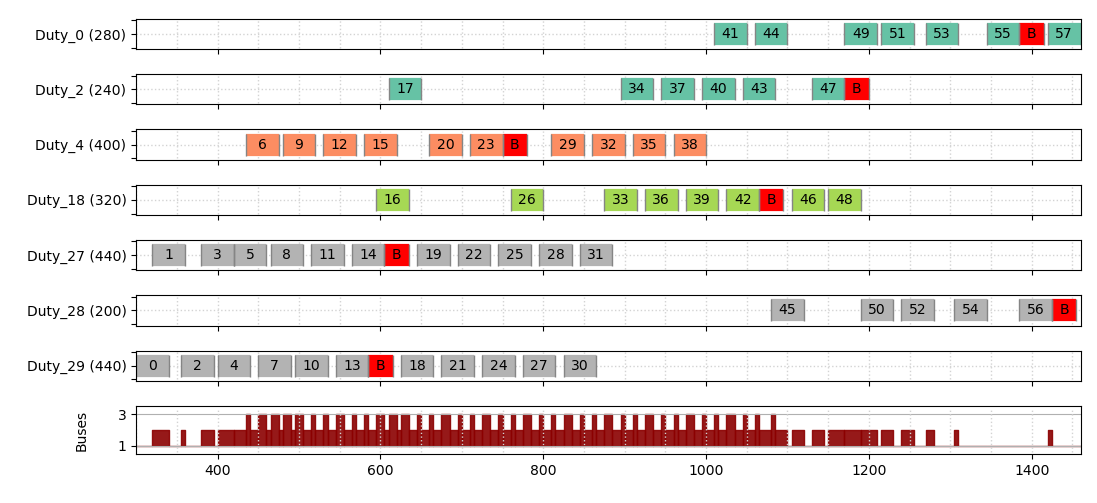 Duty_0 (280) 41 44 49 51 53 55 B 57
Duty_2 (240) 17 34 37 40 43 47 B
Duty_4 (400) 6 9 12 15 20 23 B 29 32 35 38
Duty_18 (320) 16 26 33 36 39 42 B 46 48
Duty_27 (440) 1 3 5 8 11 14 B 19 22 25 28 31
Duty_28 (200) 45 50 52 54 56 B
Duty_29 (440) 0 2 4 7 10 13 B 18 21 24 27 30
Buses
3
1
400 600 800 1000 1200 1400